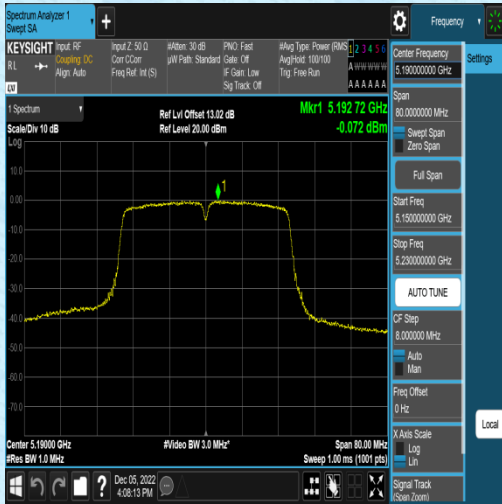 Spectrum Analyzer 1
Swept SA
+
Frequency
KEYSIGHT
R L
LXI
Input: RF
Coupling: DC
Align: Auto
Input Z: 50 Ω
Corr CCorr
Freq Ref: Int (S)
#Atten: 30 dB
µW Path: Standard
PNO: Fast
Gate: Off
IF Gain: Low
Sig Track: Off
#Avg Type: Power (RMS
Avg|Hold: 100/100
Trig: Free Run
1 2 3 4 5 6
A W W W W W
A A A A A A
1 Spectrum
Scale/Div 10 dB
Log
Ref Lvl Offset 13.02 dB
Ref Level 20.00 dBm
Mkr1 5.192 72 GHz
-0.072 dBm
1
10.0
0.00
-10.0
-20.0
-30.0
-40.0
-50.0
-60.0
-70.0
Center 5.19000 GHz
#Res BW 1.0 MHz
#Video BW 3.0 MHz*
Span 80.00 MHz
Sweep 1.00 ms (1001 pts)
Dec 05, 2022
4:08:13 PM
?
Center Frequency
5.190000000 GHz
Span
80.0000000 MHz
Swept Span
Zero Span
Full Span
Start Freq
5.150000000 GHz
Stop Freq
5.230000000 GHz
AUTO TUNE
CF Step
8.000000 MHz
Auto
Man
Freq Offset
0 Hz
X Axis Scale
Log
Lin
Signal Track
(Span Zoom)
Settings
Local